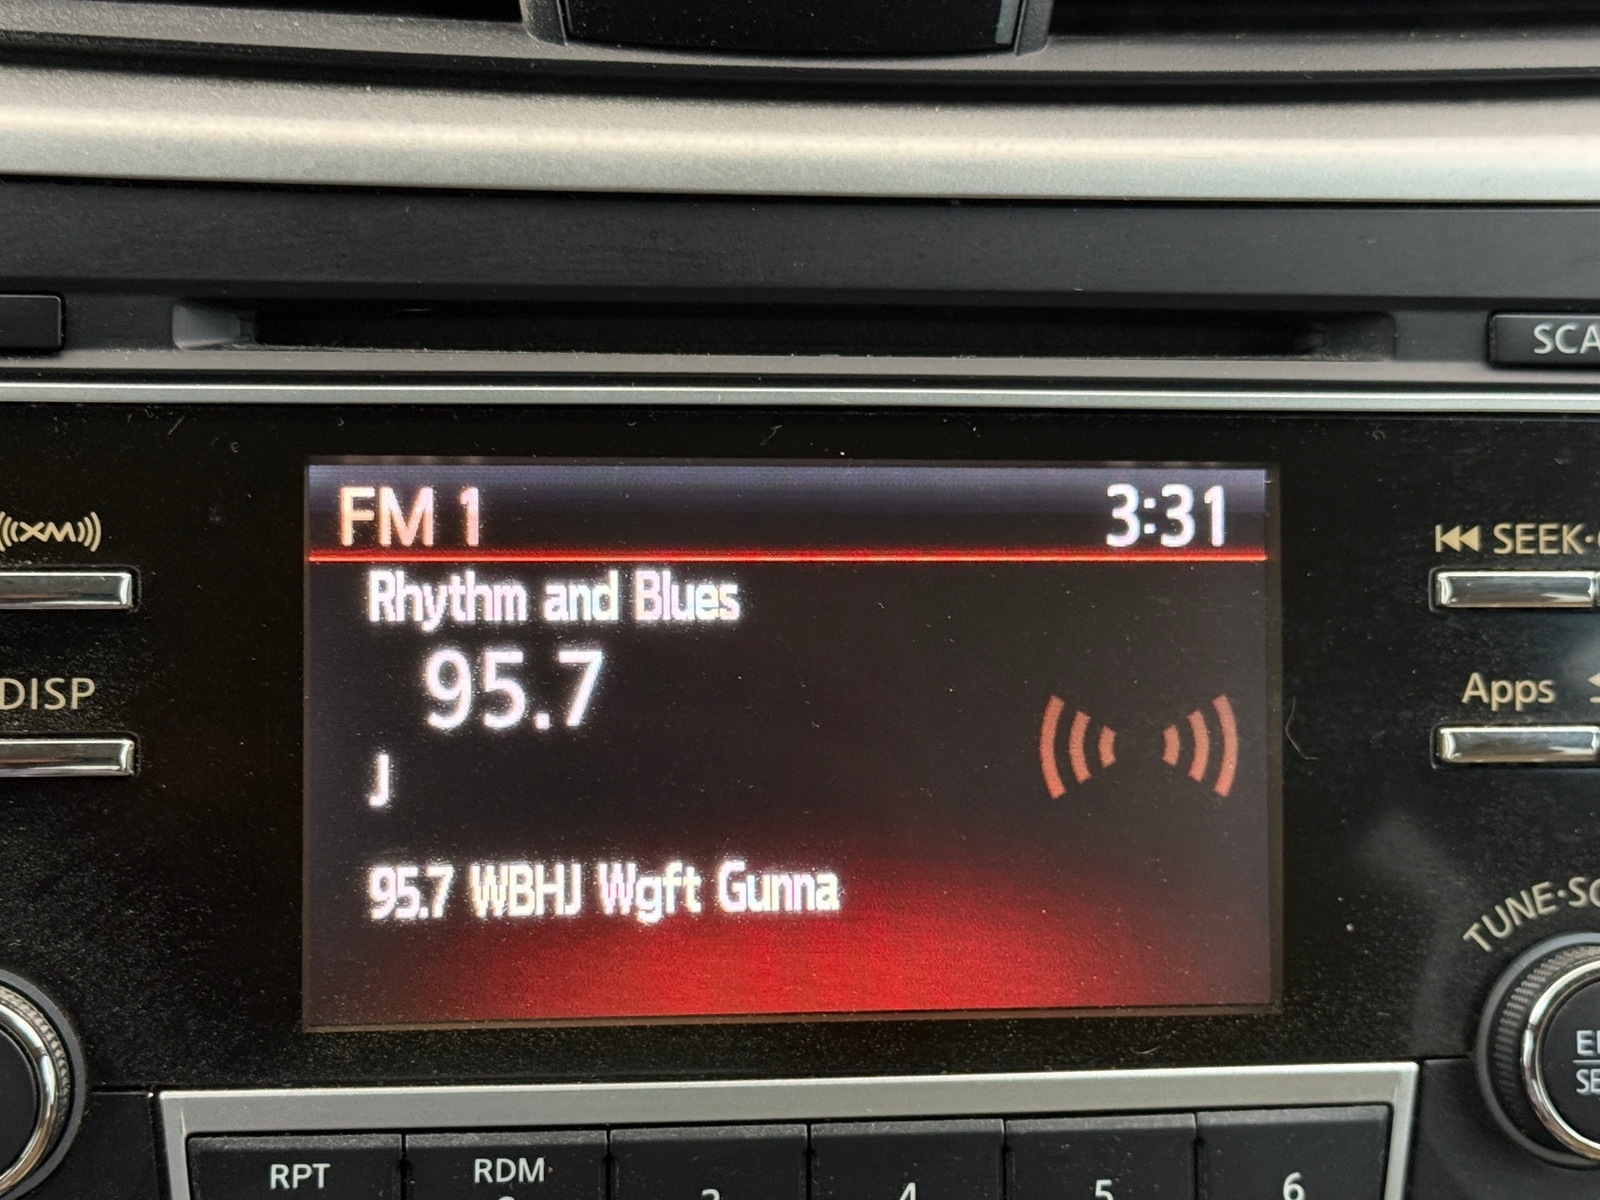 SCA
XM
FM 1 3:31
SEEK·
Rhythm and Blues
95.7
DISP
Apps
J
95.7 WBHJ Wgft Gunna
TUNE·SC
RPT
RDM
4
5
6